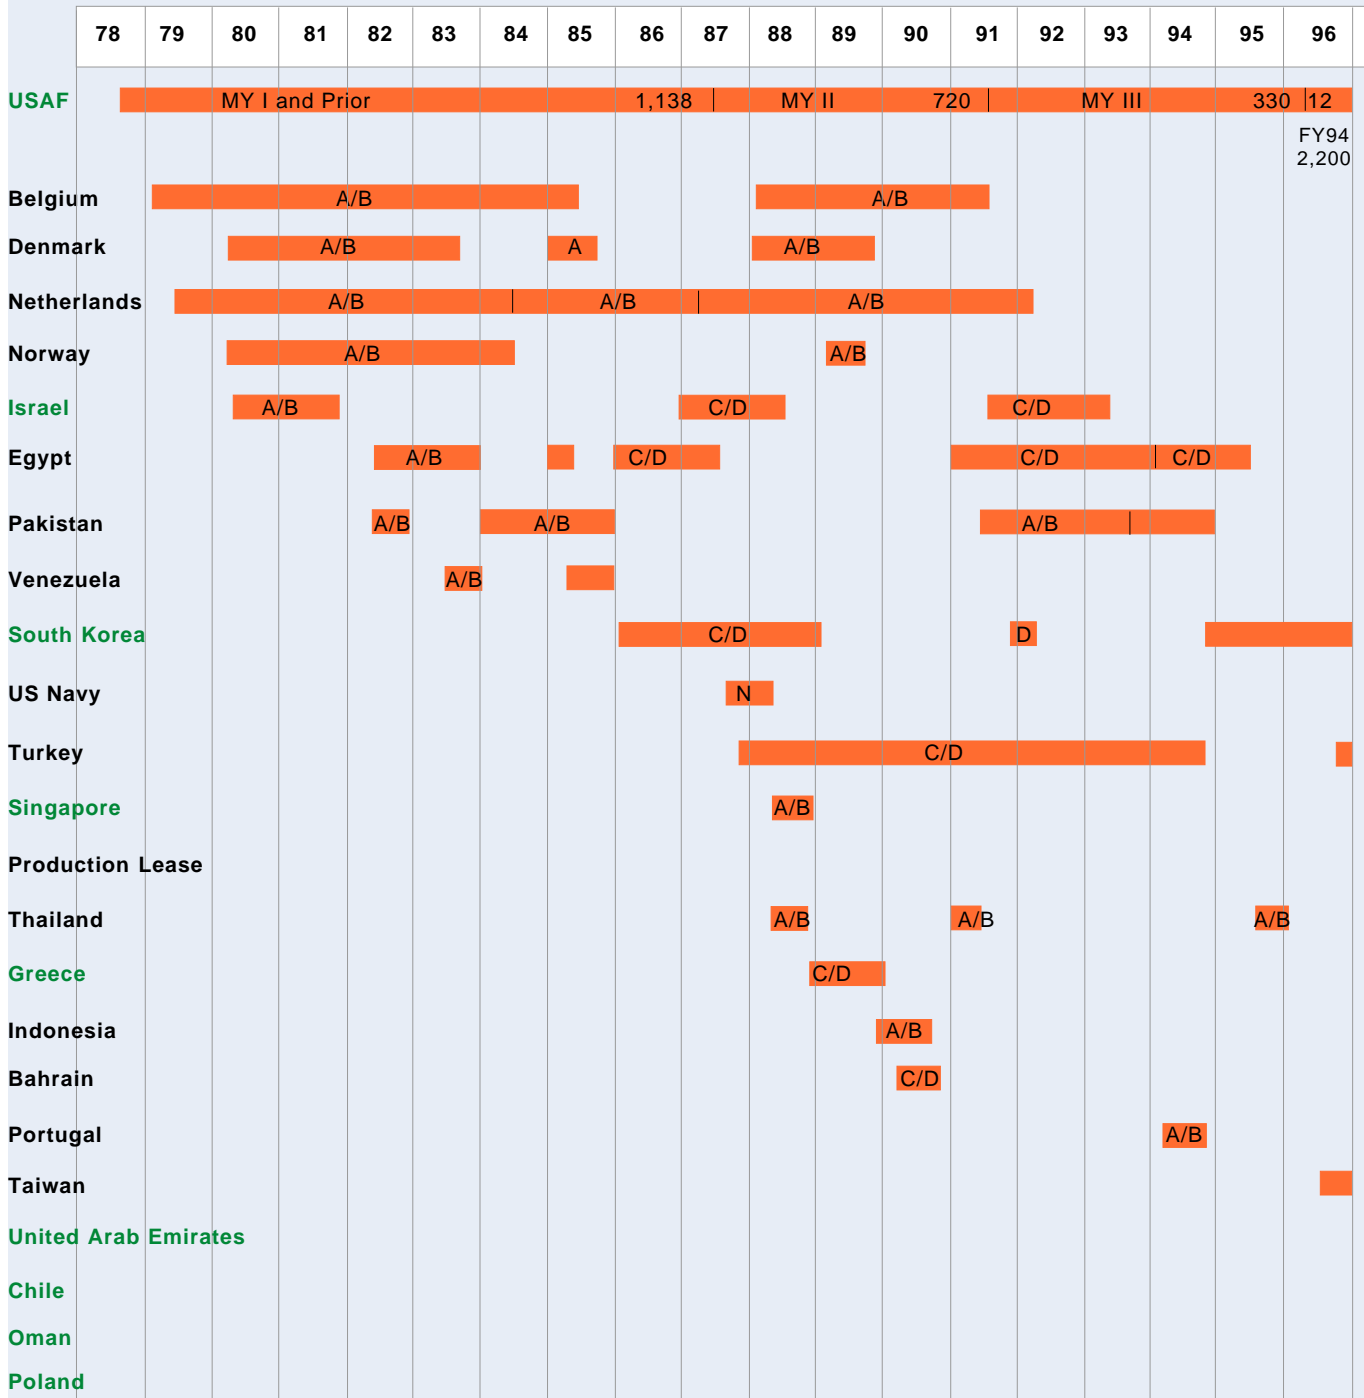 78 79 80 81 82 83 84 85 86 87 88 89 90 91 92 93 94 95 96
USAF MY I and Prior 1,138 MY II 720 MY III 330 12
FY94
2,200
Belgium A/B A/B
Denmark A/B A A/B
Netherlands A/B A/B A/B
Norway A/B A/B
Israel A/B C/D C/D
Egypt A/B C/D C/D C/D
Pakistan A/B A/B A/B
Venezuela A/B
South Korea C/D D
US Navy N
Turkey C/D
Singapore A/B
Production Lease
Thailand A/B A/B A/B
Greece C/D
Indonesia A/B
Bahrain C/D
Portugal A/B
Taiwan
United Arab Emirates
Chile
Oman
Poland